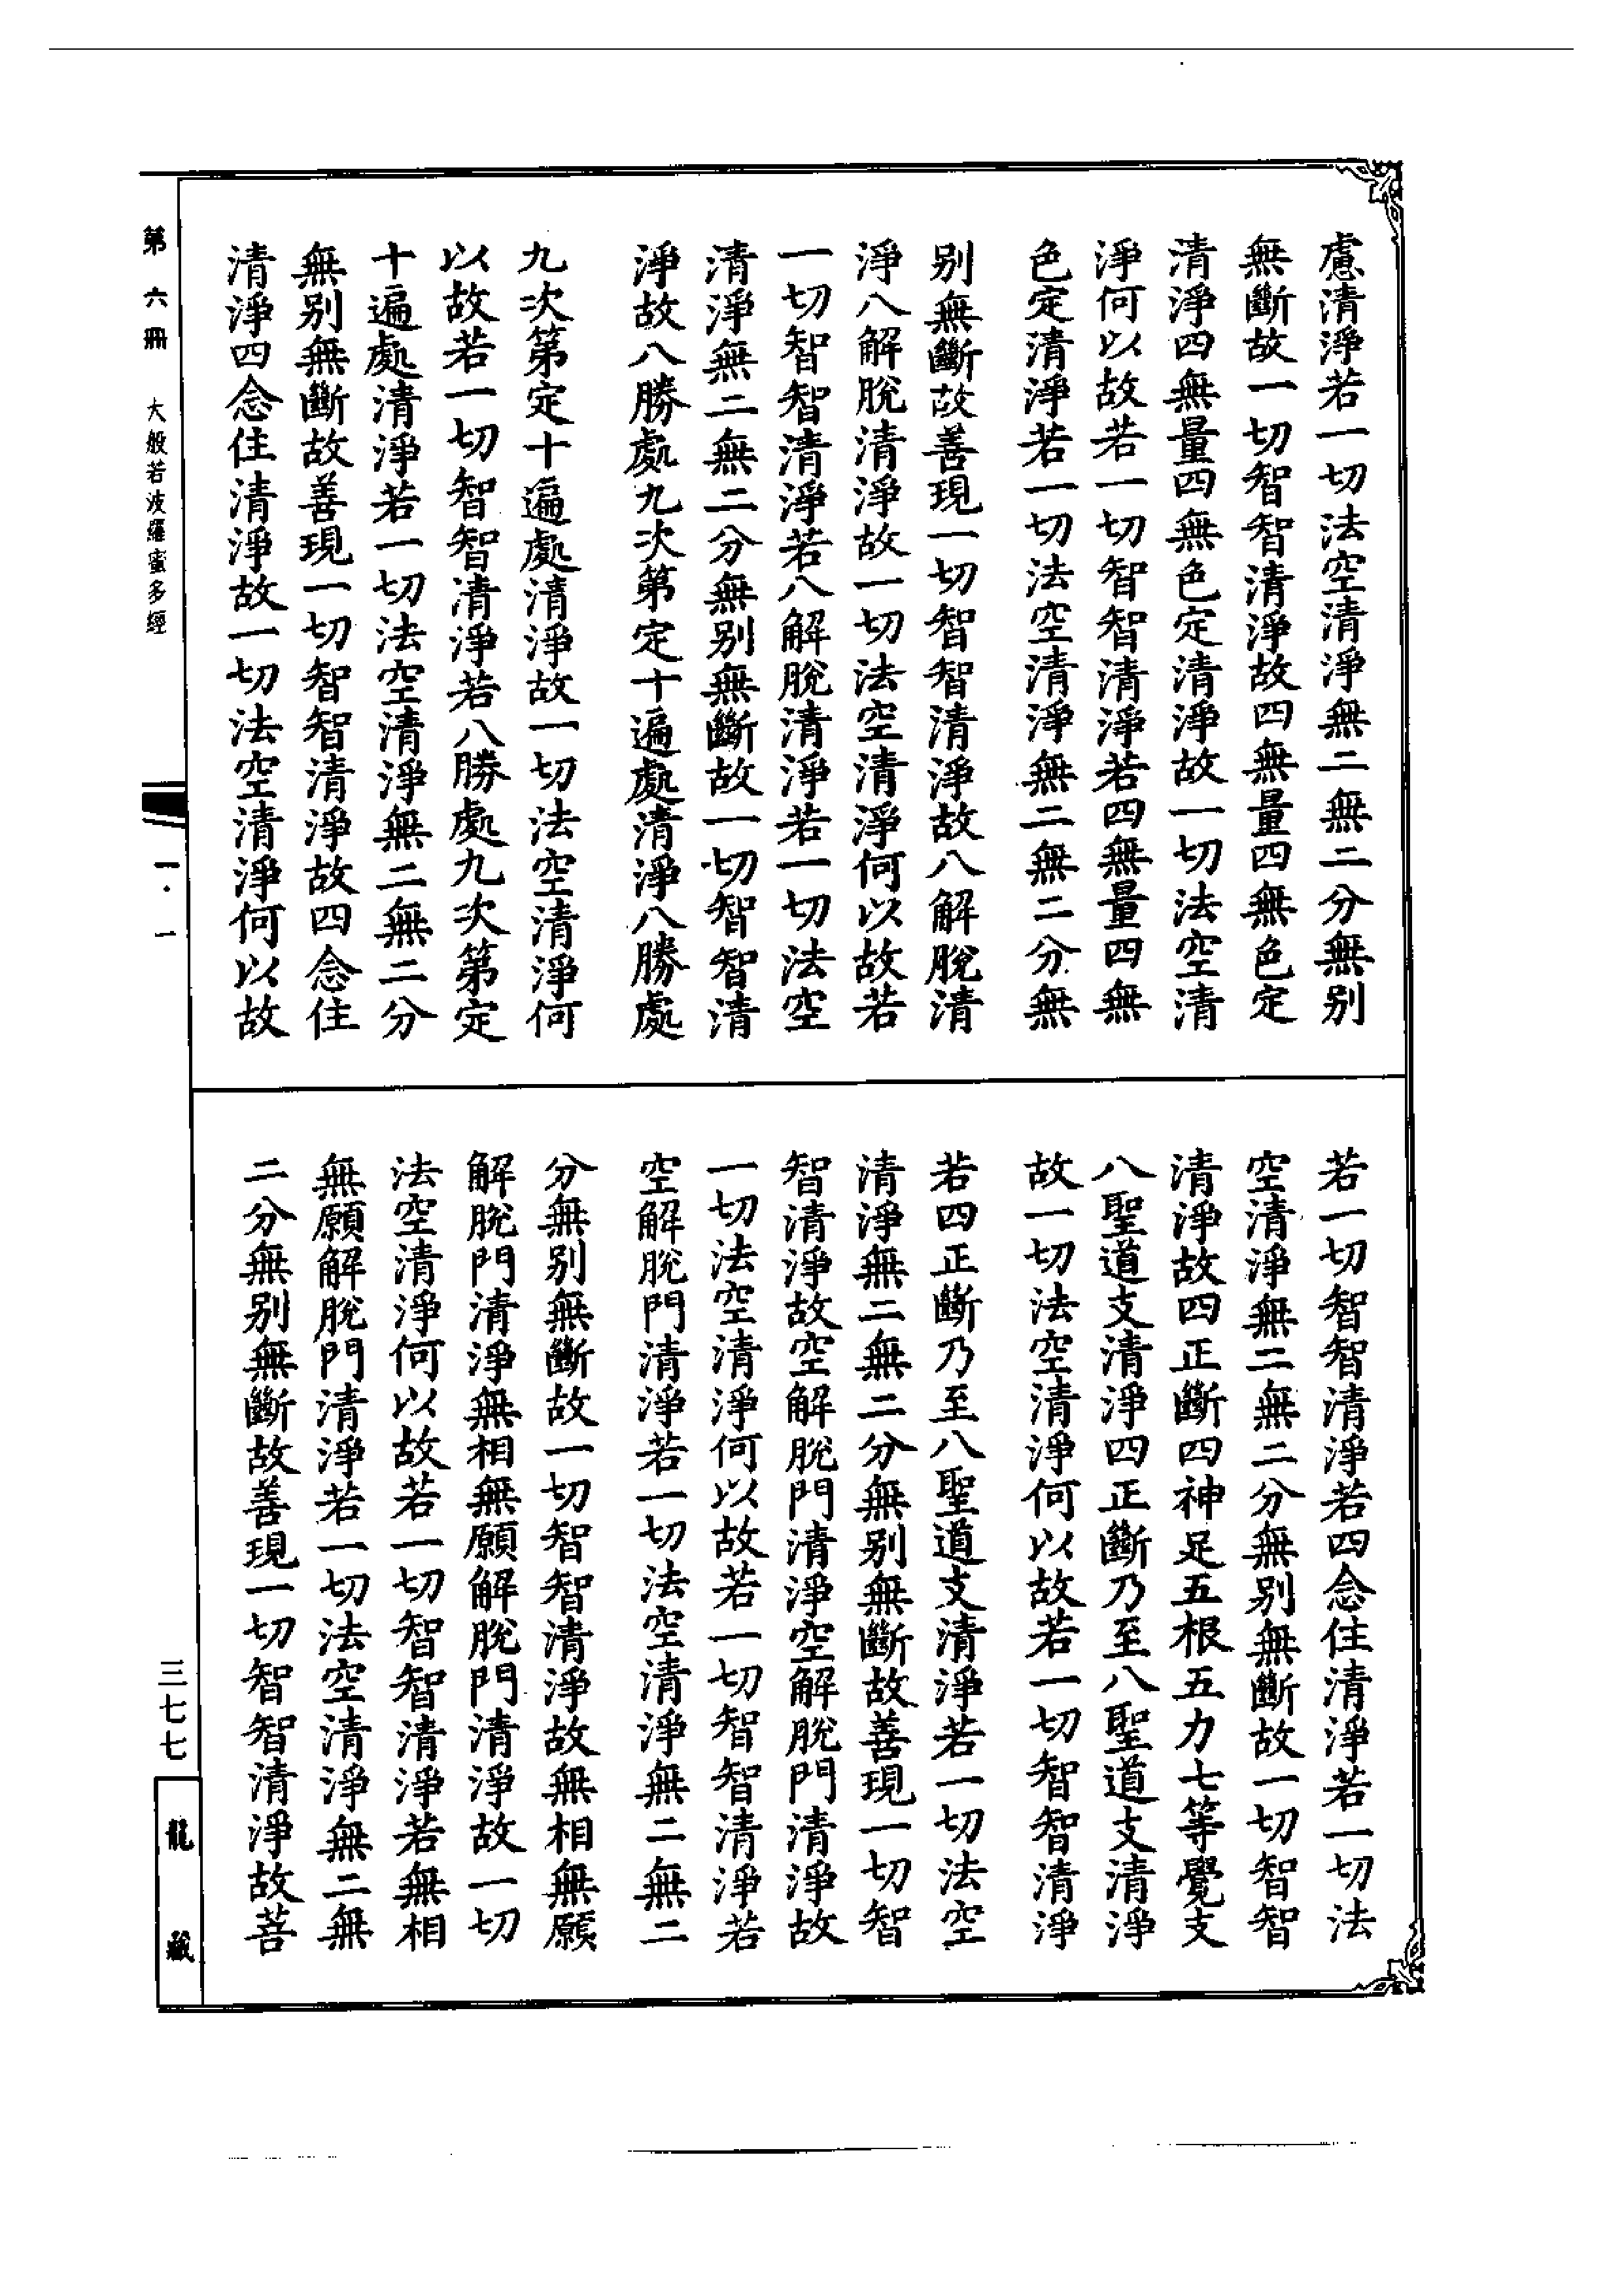 慮清淨若一切法空清淨無二無二分無別
無斷故一切智智清淨故四無量四無色定
清淨四無量四無色定清淨故一切法空清
淨何以故若一切智智清淨若四無量四無
色定清淨若一切法空清淨無二無二分無
別無斷故善現一切智智清淨故八解脫清
淨八解脫清淨故一切法空清淨何以故若
一切智智清淨若八解脫清淨若一切法空
清淨無二無二分無別無斷故一切智智清
淨故八勝處九次第定十遍處清淨八勝處
九次第定十遍處清淨故一切法空清淨何
以故若一切智智清淨若八勝處九次第定
十遍處清淨若一切法空清淨無二無二分
無別無斷故善現一切智智清淨故四念住
清淨四念住清淨故一切法空清淨何以故
若一切智智清淨若四念住清淨若一切法
空清淨無二無二分無別無斷故一切智智
清淨故四正斷四神足五根五力七等覺支
八聖道支清淨四正斷乃至八聖道支清淨
故一切法空清淨何以故若一切智智清淨
若四正斷乃至八聖道支清淨若一切法空
清淨無二無二分無別無斷故善現一切智
智清淨故空解脫門清淨空解脫門清淨故
一切法空清淨何以故若一切智智清淨若
空解脫門清淨若一切法空清淨無二無二
分無別無斷故一切智智清淨故無相無願
解脫門清淨無相無願解脫門清淨故一切
法空清淨何以故若一切智智清淨若無相
無願解脫門清淨若一切法空清淨無二無
二分無別無斷故善現一切智智清淨故菩
第六冊 大般若波羅蜜多經
一·一
三七七
龍藏